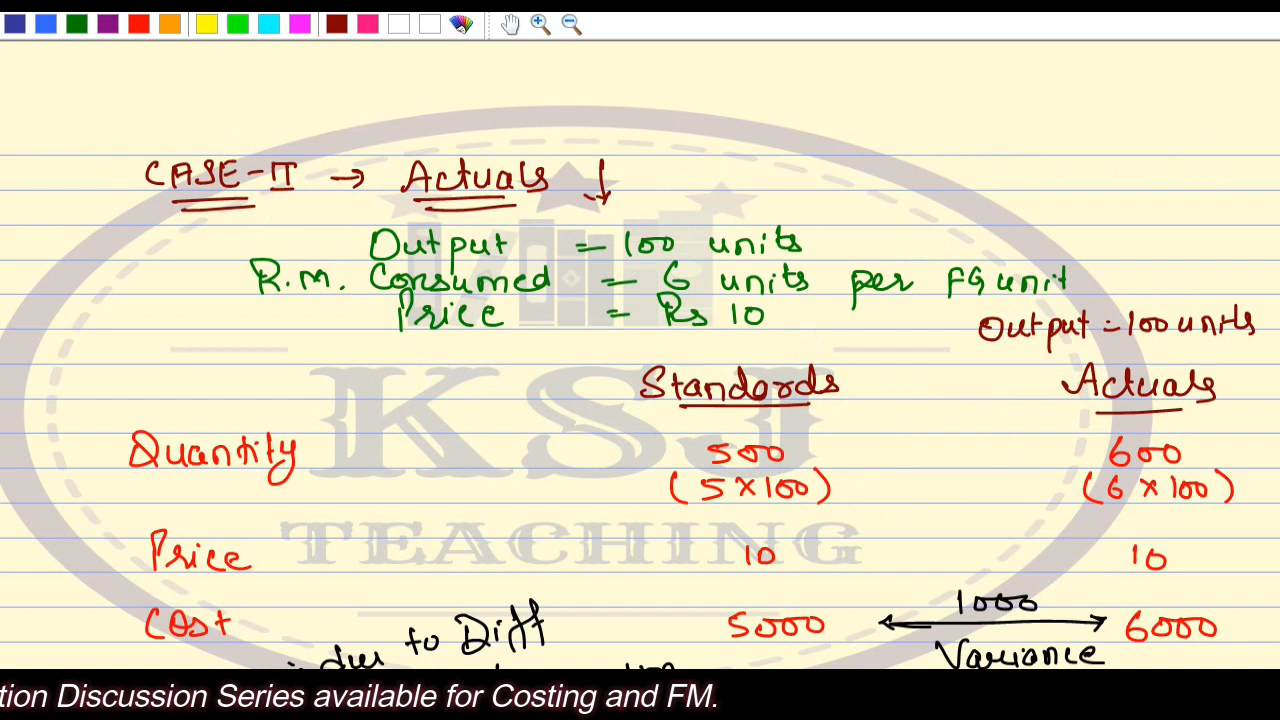 CASE-II → Actuals ↓
Output = 100 units
R.M. Consumed = 6 units per FG unit
Price = Rs 10
Output = 100 units
Standards Actuals
Quantity 500 600
(5 × 100) (6 × 100)
Price 10 10
1000
Cost 5000 6000
to Diff
Variance
KSJ
TEACHING
tion Discussion Series available for Costing and FM.